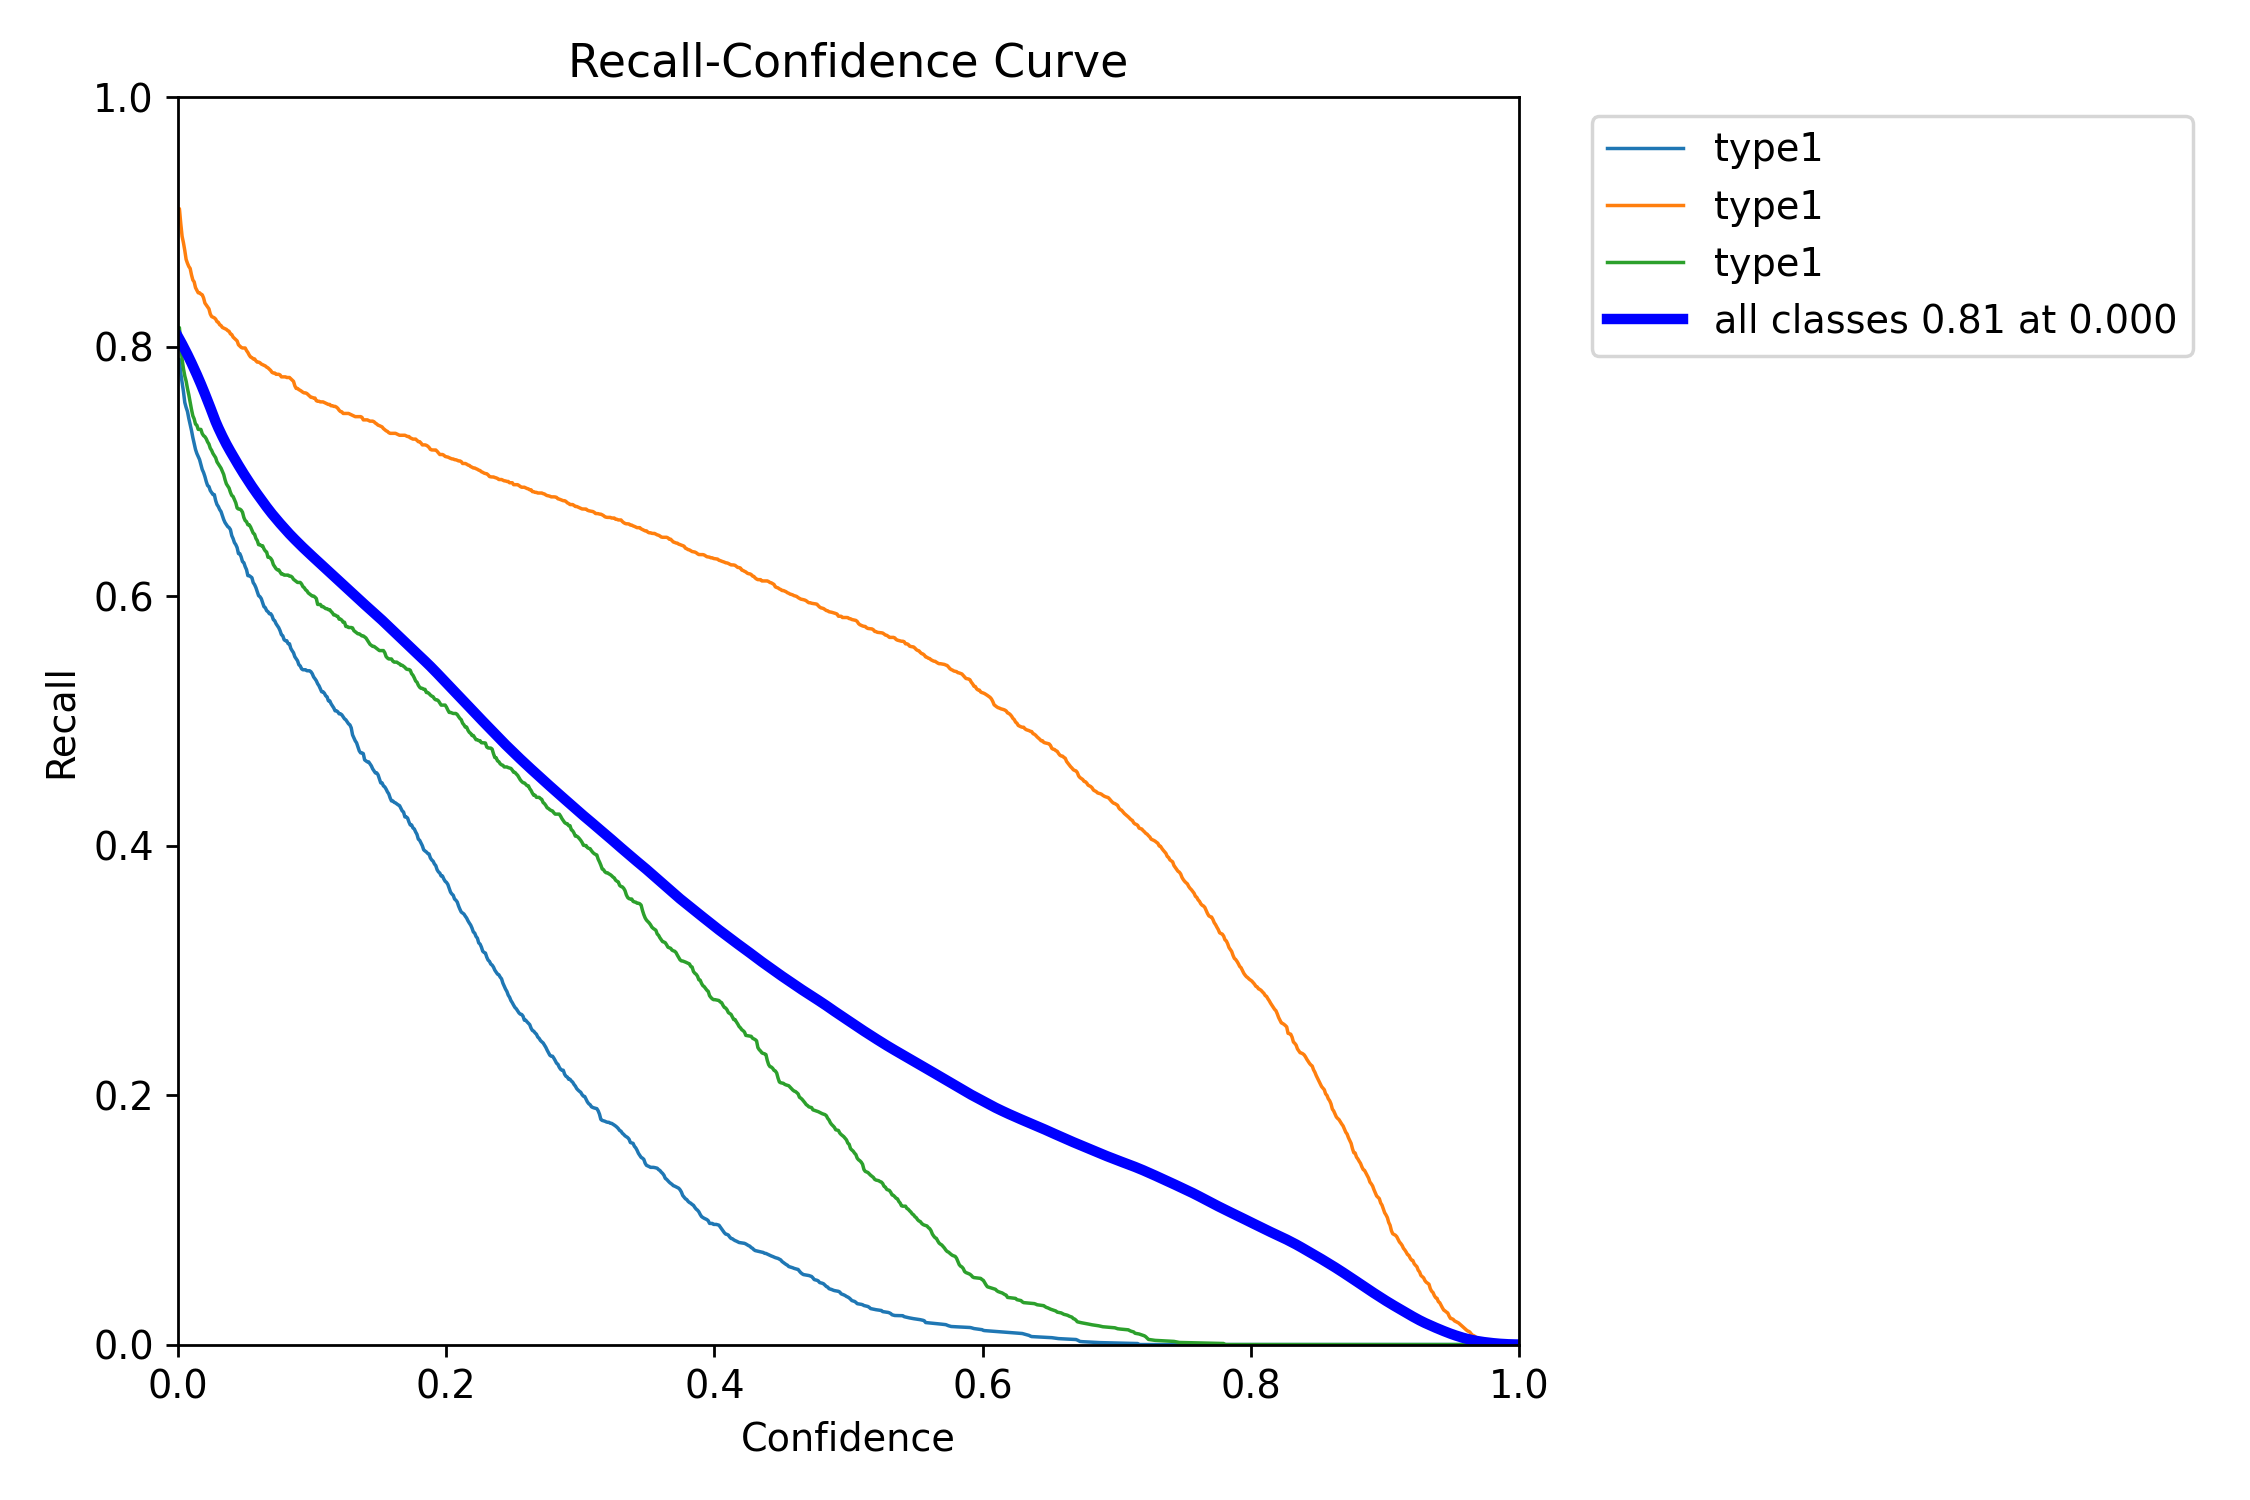 Recall-Confidence Curve
1.0
0.8
0.6
0.4
0.2
0.0
Recall
0.0 0.2 0.4 0.6 0.8 1.0
Confidence
type1
type1
type1
all classes 0.81 at 0.000